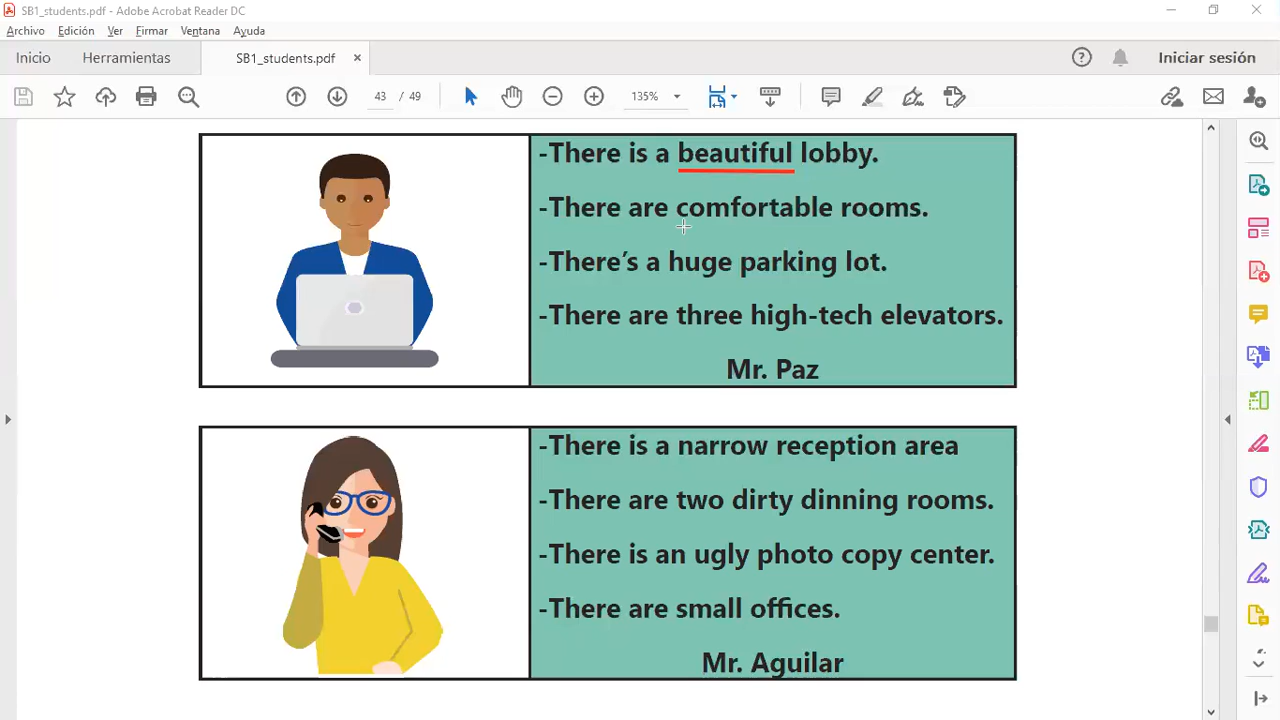 SB1_students.pdf - Adobe Acrobat Reader DC
Archivo Edición Ver Firmar Ventana Ayuda
Inicio Herramientas SB1_students.pdf × Iniciar sesión
43 / 49 135%
-There is a beautiful lobby.
-There are comfortable rooms.
-There’s a huge parking lot.
-There are three high-tech elevators.
Mr. Paz
-There is a narrow reception area
-There are two dirty dinning rooms.
-There is an ugly photo copy center.
-There are small offices.
Mr. Aguilar